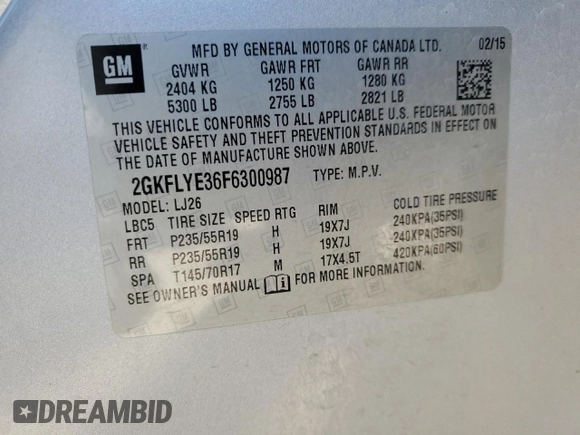 GM
MFD BY GENERAL MOTORS OF CANADA LTD. 02/15
GVWR GAWR FRT GAWR RR
2404 KG 1250 KG 1280 KG
5300 LB 2755 LB 2821 LB
THIS VEHICLE CONFORMS TO ALL APPLICABLE U.S. FEDERAL MOTOR
VEHICLE SAFETY AND THEFT PREVENTION STANDARDS IN EFFECT ON
THE DATE OF MANUFACTURE SHOWN ABOVE.
2GKFLYE36F6300987 TYPE: M.P.V.
MODEL: LJ26
LBC5 TIRE SIZE SPEED RTG RIM COLD TIRE PRESSURE
FRT P235/55R19 H 19X7J 240KPA(35PSI)
RR P235/55R19 H 19X7J 240KPA(35PSI)
SPA T145/70R17 M 17X4.5T 420KPA(60PSI)
SEE OWNER'S MANUAL FOR MORE INFORMATION.
DREAMBID